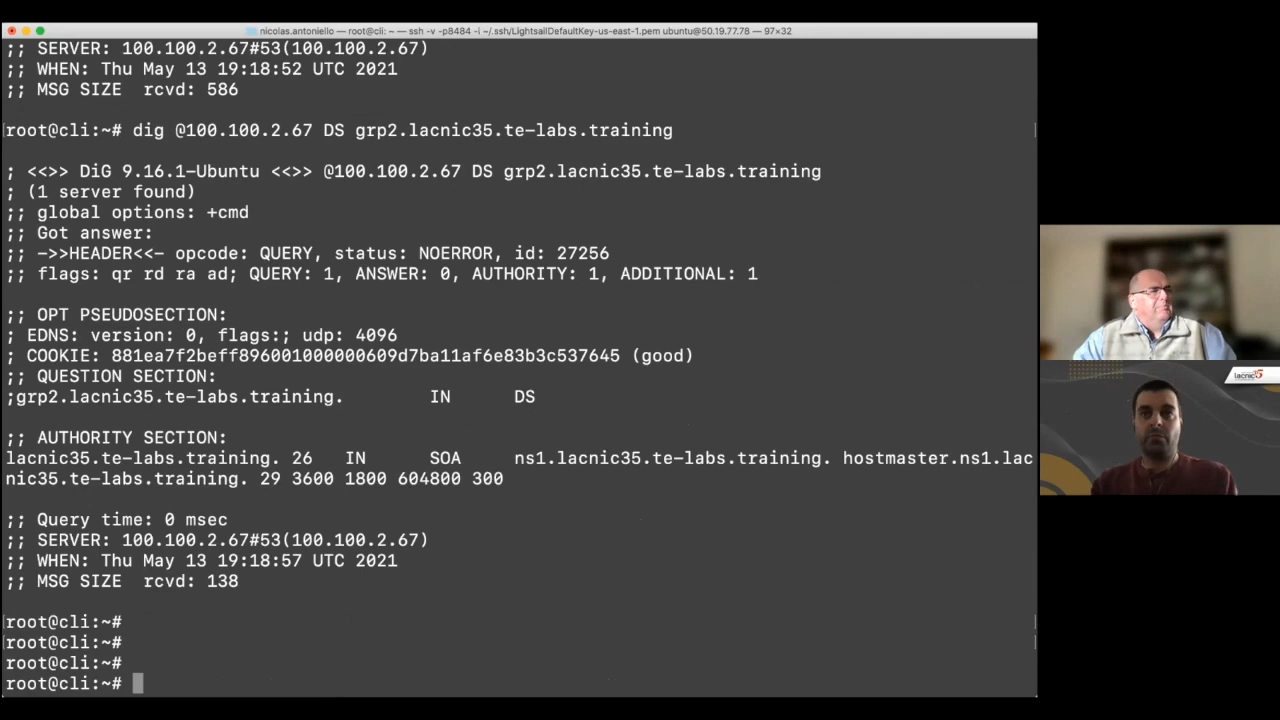 nicolas.antoniello — root@cli: ~ — ssh -v -p8484 -i ~/.ssh/LightsailDefaultKey-us-east-1.pem ubuntu@50.19.77.78 — 97×32
;; SERVER: 100.100.2.67#53(100.100.2.67)
;; WHEN: Thu May 13 19:18:52 UTC 2021
;; MSG SIZE  rcvd: 586
root@cli:~# dig @100.100.2.67 DS grp2.lacnic35.te-labs.training
; <<>> DiG 9.16.1-Ubuntu <<>> @100.100.2.67 DS grp2.lacnic35.te-labs.training
; (1 server found)
;; global options: +cmd
;; Got answer:
;; ->>HEADER<<- opcode: QUERY, status: NOERROR, id: 27256
;; flags: qr rd ra ad; QUERY: 1, ANSWER: 0, AUTHORITY: 1, ADDITIONAL: 1
;; OPT PSEUDOSECTION:
; EDNS: version: 0, flags:; udp: 4096
; COOKIE: 881ea7f2beff896001000000609d7ba11af6e83b3c537645 (good)
;; QUESTION SECTION:
;grp2.lacnic35.te-labs.training.        IN      DS
;; AUTHORITY SECTION:
lacnic35.te-labs.training. 26   IN      SOA     ns1.lacnic35.te-labs.training. hostmaster.ns1.lac
nic35.te-labs.training. 29 3600 1800 604800 300
;; Query time: 0 msec
;; SERVER: 100.100.2.67#53(100.100.2.67)
;; WHEN: Thu May 13 19:18:57 UTC 2021
;; MSG SIZE  rcvd: 138
root@cli:~#
root@cli:~#
root@cli:~#
root@cli:~#
lacnic35